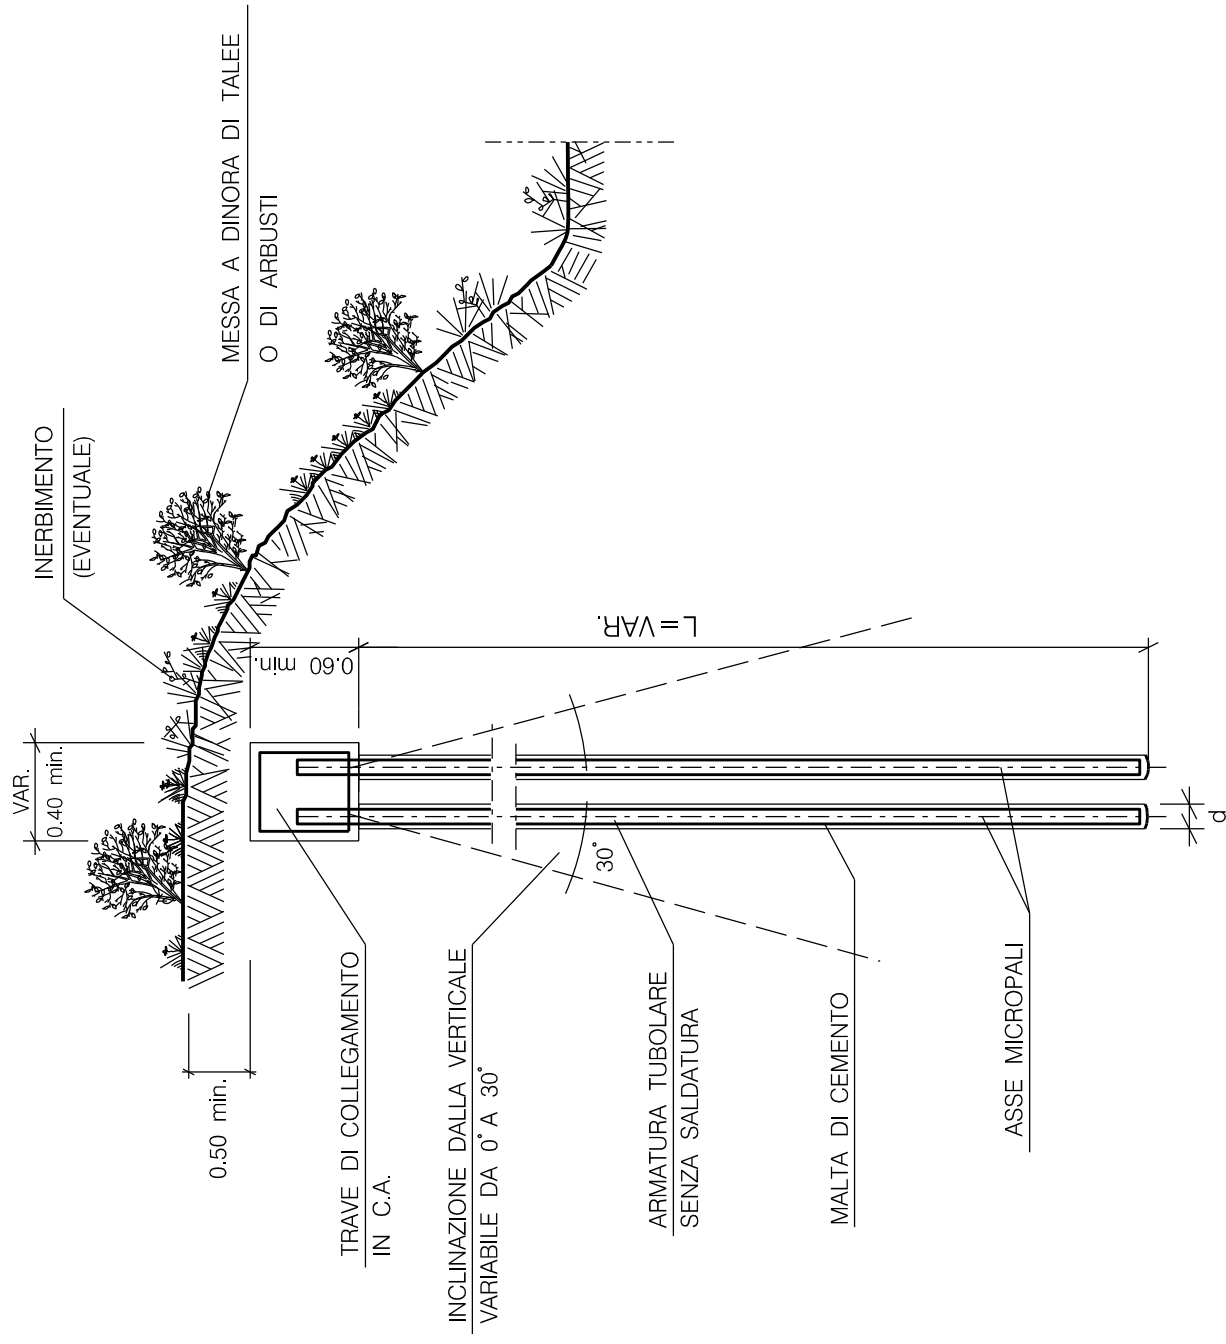 MESSA A DINORA DI TALEE
O DI ARBUSTI
INERBIMENTO
(EVENTUALE)
VAR.
0.40 min.
0.60 min.
L=VAR.
0.50 min.
30°
d
TRAVE DI COLLEGAMENTO
IN C.A.
INCLINAZIONE DALLA VERTICALE
VARIABILE DA 0° A 30°
ARMATURA TUBOLARE
SENZA SALDATURA
MALTA DI CEMENTO
ASSE MICROPALI